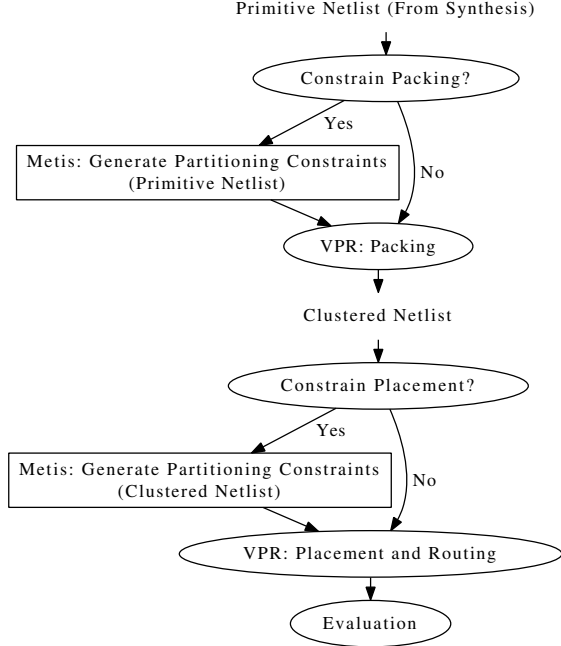 Primitive Netlist (From Synthesis)
Constrain Packing?
Yes
Metis: Generate Partitioning Constraints
(Primitive Netlist)
No
VPR: Packing
Clustered Netlist
Constrain Placement?
Yes
Metis: Generate Partitioning Constraints
(Clustered Netlist)
No
VPR: Placement and Routing
Evaluation